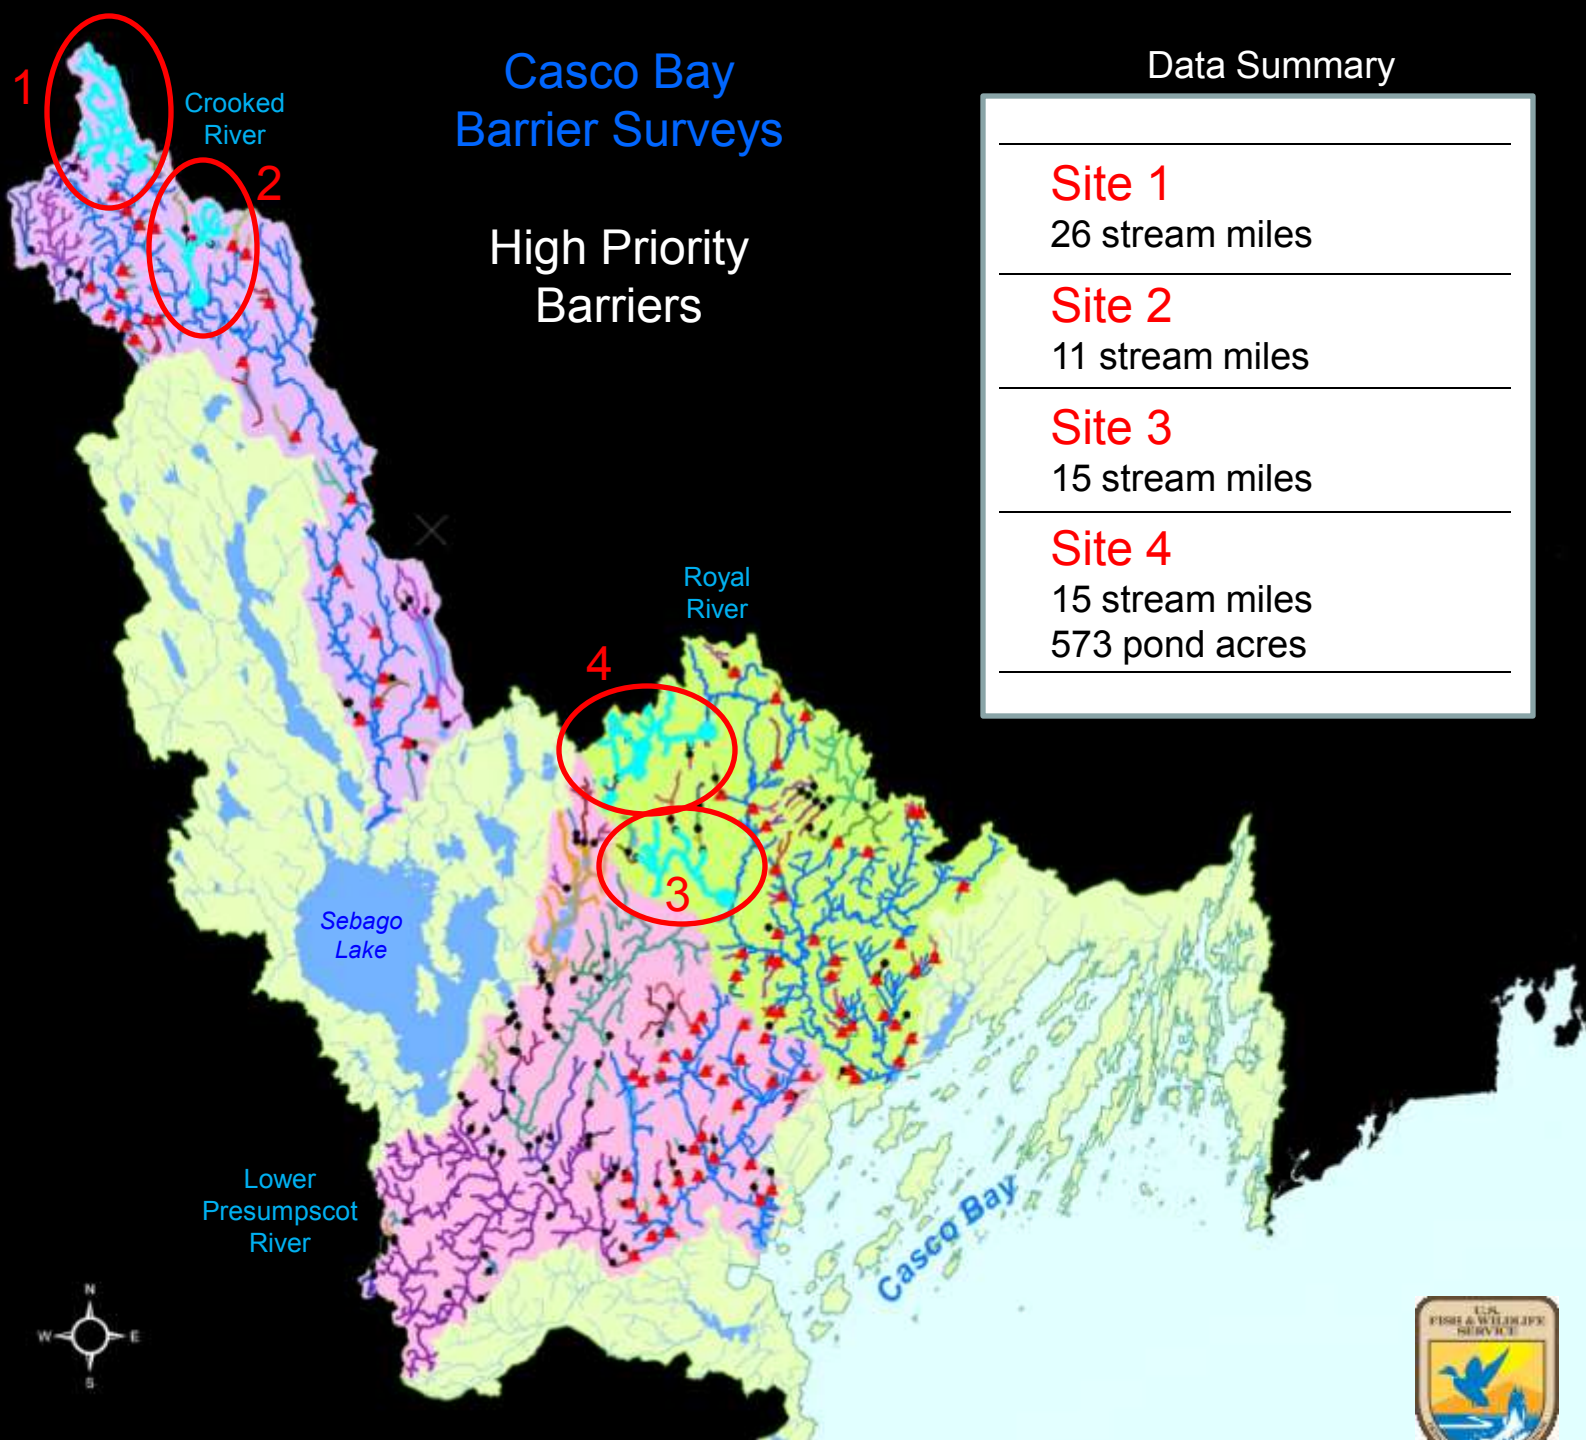 Casco Bay
Barrier Surveys
High Priority
Barriers
1
Crooked
River
2
Royal
River
4
3
Sebago
Lake
Lower
Presumpscot
River
Casco Bay
N
W
E
S
Data Summary
Site 1
26 stream miles
Site 2
11 stream miles
Site 3
15 stream miles
Site 4
15 stream miles
573 pond acres
U.S.
FISH & WILDLIFE
SERVICE